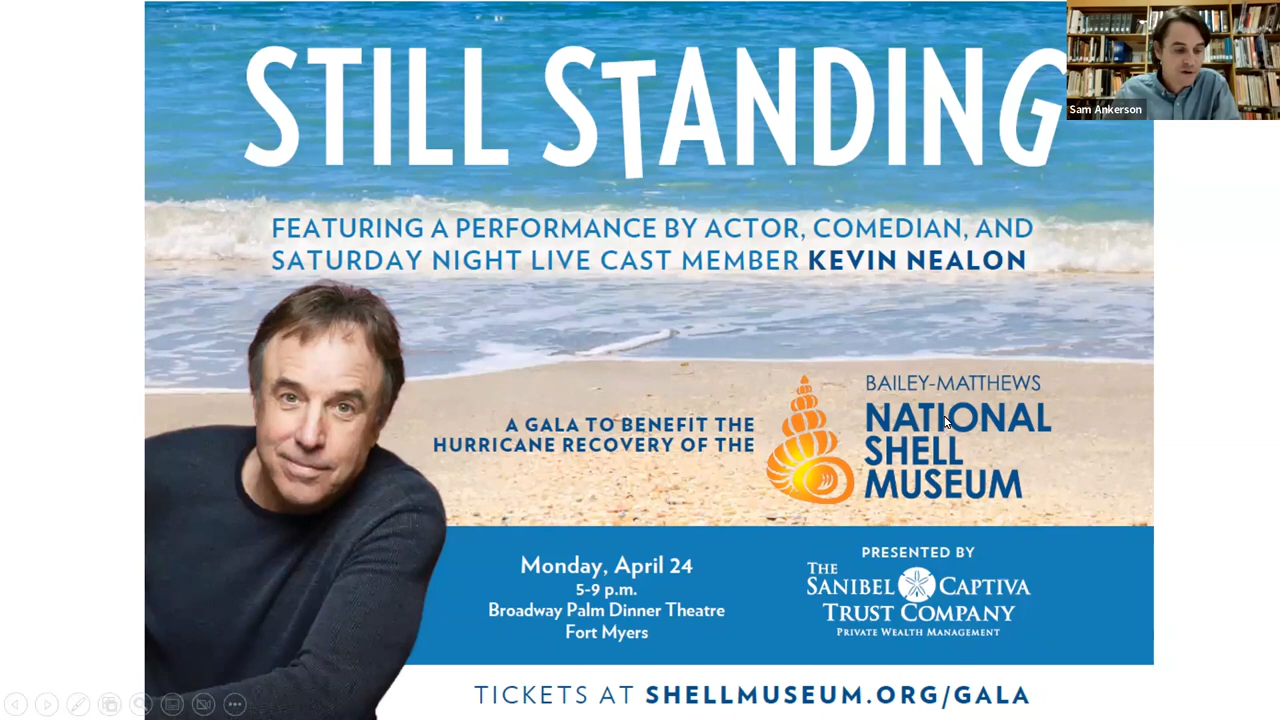 STILL STANDING
Sam Ankerson
FEATURING A PERFORMANCE BY ACTOR, COMEDIAN, AND
SATURDAY NIGHT LIVE CAST MEMBER KEVIN NEALON
A GALA TO BENEFIT THE
HURRICANE RECOVERY OF THE
BAILEY-MATTHEWS
NATIONAL
SHELL
MUSEUM
Monday, April 24
5-9 p.m.
Broadway Palm Dinner Theatre
Fort Myers
PRESENTED BY
THE
SANIBEL CAPTIVA
TRUST COMPANY
PRIVATE WEALTH MANAGEMENT
TICKETS AT SHELLMUSEUM.ORG/GALA